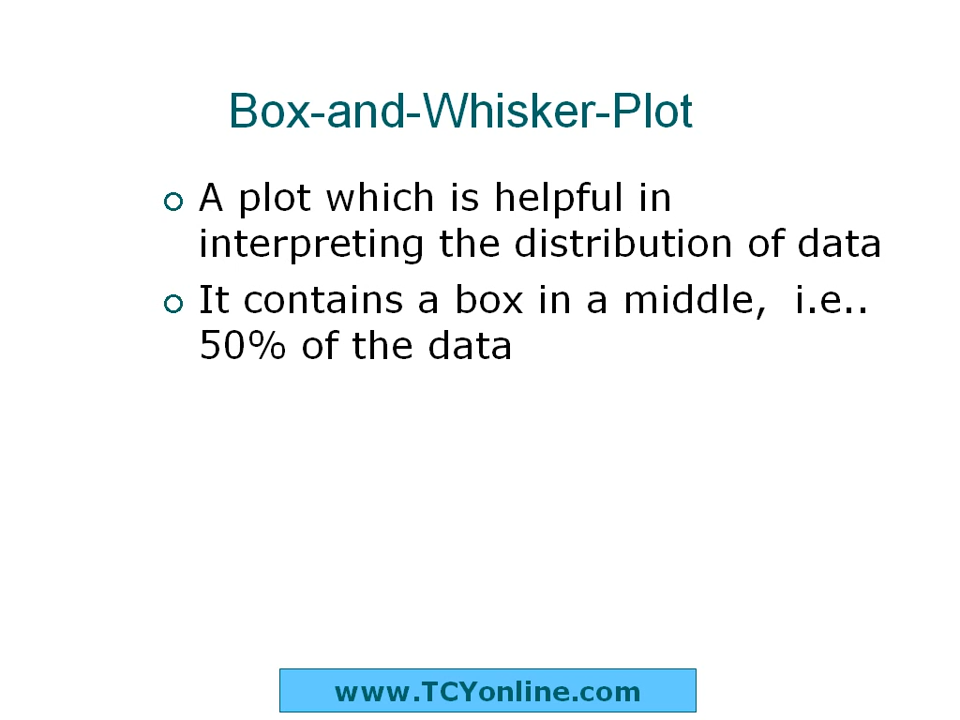 Box-and-Whisker-Plot
A plot which is helpful in
interpreting the distribution of data
It contains a box in a middle,  i.e..
50% of the data
www.TCYonline.com